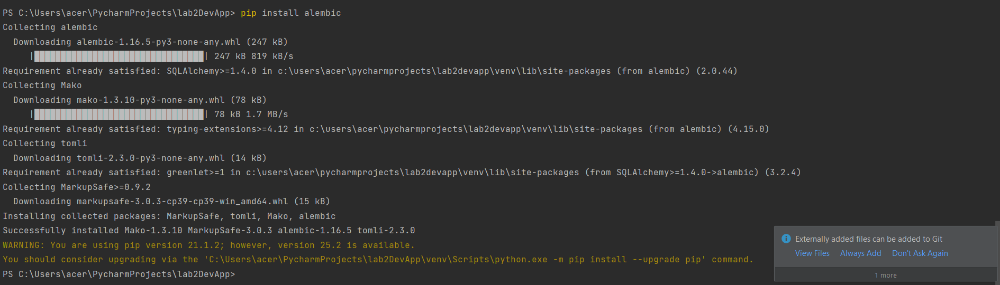 PS C:\Users\acer\PycharmProjects\lab2DevApp> pip install alembic
Collecting alembic
  Downloading alembic-1.16.5-py3-none-any.whl (247 kB)
     |████████████████████████████████| 247 kB 819 kB/s
Requirement already satisfied: SQLAlchemy>=1.4.0 in c:\users\acer\pycharmprojects\lab2devapp\venv\lib\site-packages (from alembic) (2.0.44)
Collecting Mako
  Downloading mako-1.3.10-py3-none-any.whl (78 kB)
     |████████████████████████████████| 78 kB 1.7 MB/s
Requirement already satisfied: typing-extensions>=4.12 in c:\users\acer\pycharmprojects\lab2devapp\venv\lib\site-packages (from alembic) (4.15.0)
Collecting tomli
  Downloading tomli-2.3.0-py3-none-any.whl (14 kB)
Requirement already satisfied: greenlet>=1 in c:\users\acer\pycharmprojects\lab2devapp\venv\lib\site-packages (from SQLAlchemy>=1.4.0->alembic) (3.2.4)
Collecting MarkupSafe>=0.9.2
  Downloading markupsafe-3.0.3-cp39-cp39-win_amd64.whl (15 kB)
Installing collected packages: MarkupSafe, tomli, Mako, alembic
Successfully installed Mako-1.3.10 MarkupSafe-3.0.3 alembic-1.16.5 tomli-2.3.0
WARNING: You are using pip version 21.1.2; however, version 25.2 is available.
You should consider upgrading via the 'C:\Users\acer\PycharmProjects\lab2DevApp\venv\Scripts\python.exe -m pip install --upgrade pip' command.
PS C:\Users\acer\PycharmProjects\lab2DevApp>
Externally added files can be added to Git
View Files Always Add Don't Ask Again
1 more